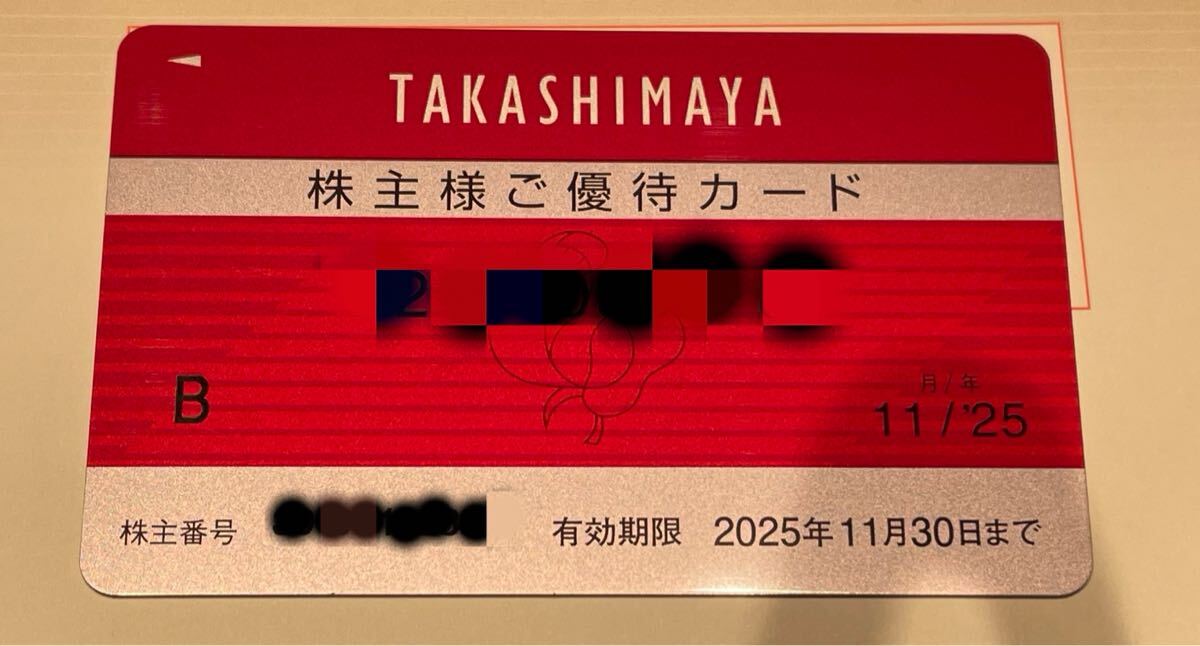 TAKASHIMAYA
株主様ご優待カード
B
月/年
11/'25
株主番号
有効期限 2025年11月30日まで